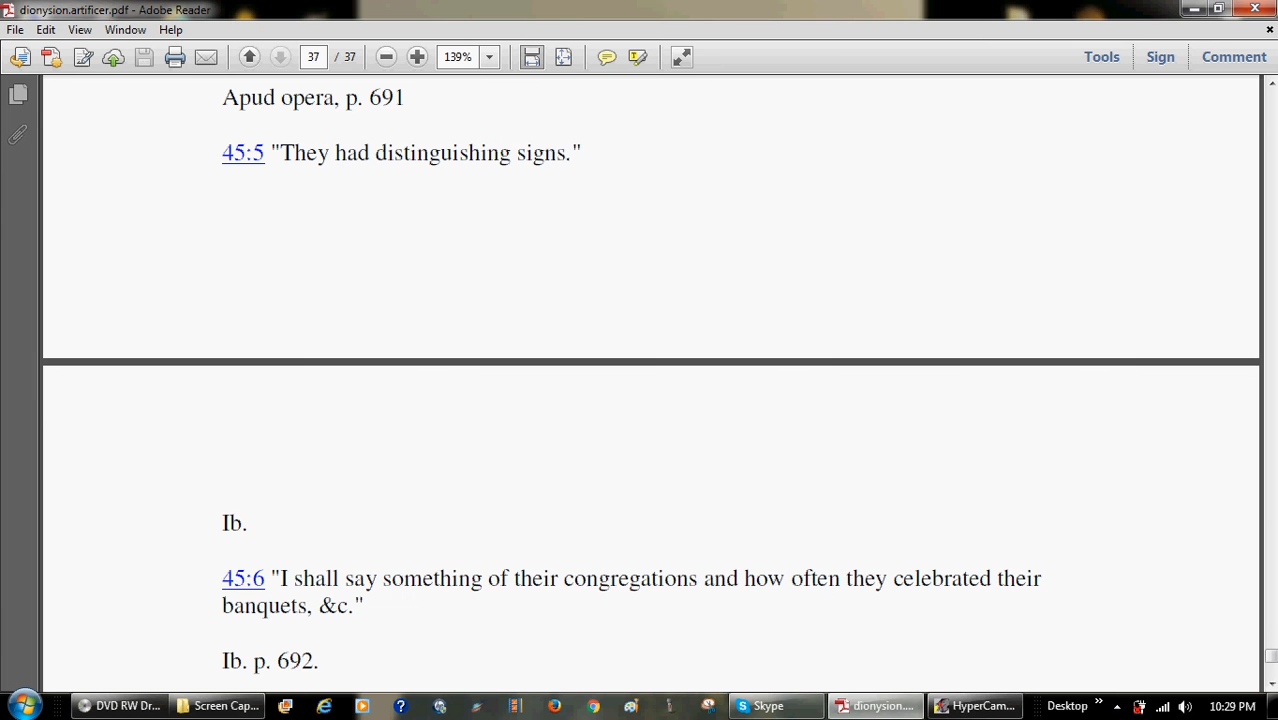 dionysion.artificer.pdf - Adobe Reader
File Edit View Window Help
37 / 37 139% Tools Sign Comment
Apud opera, p. 691
45:5 "They had distinguishing signs."
Ib.
45:6 "I shall say something of their congregations and how often they celebrated their
banquets, &c."
Ib. p. 692.
DVD RW Dr... Screen Cap... Skype dionysion.... HyperCam... Desktop » 10:29 PM